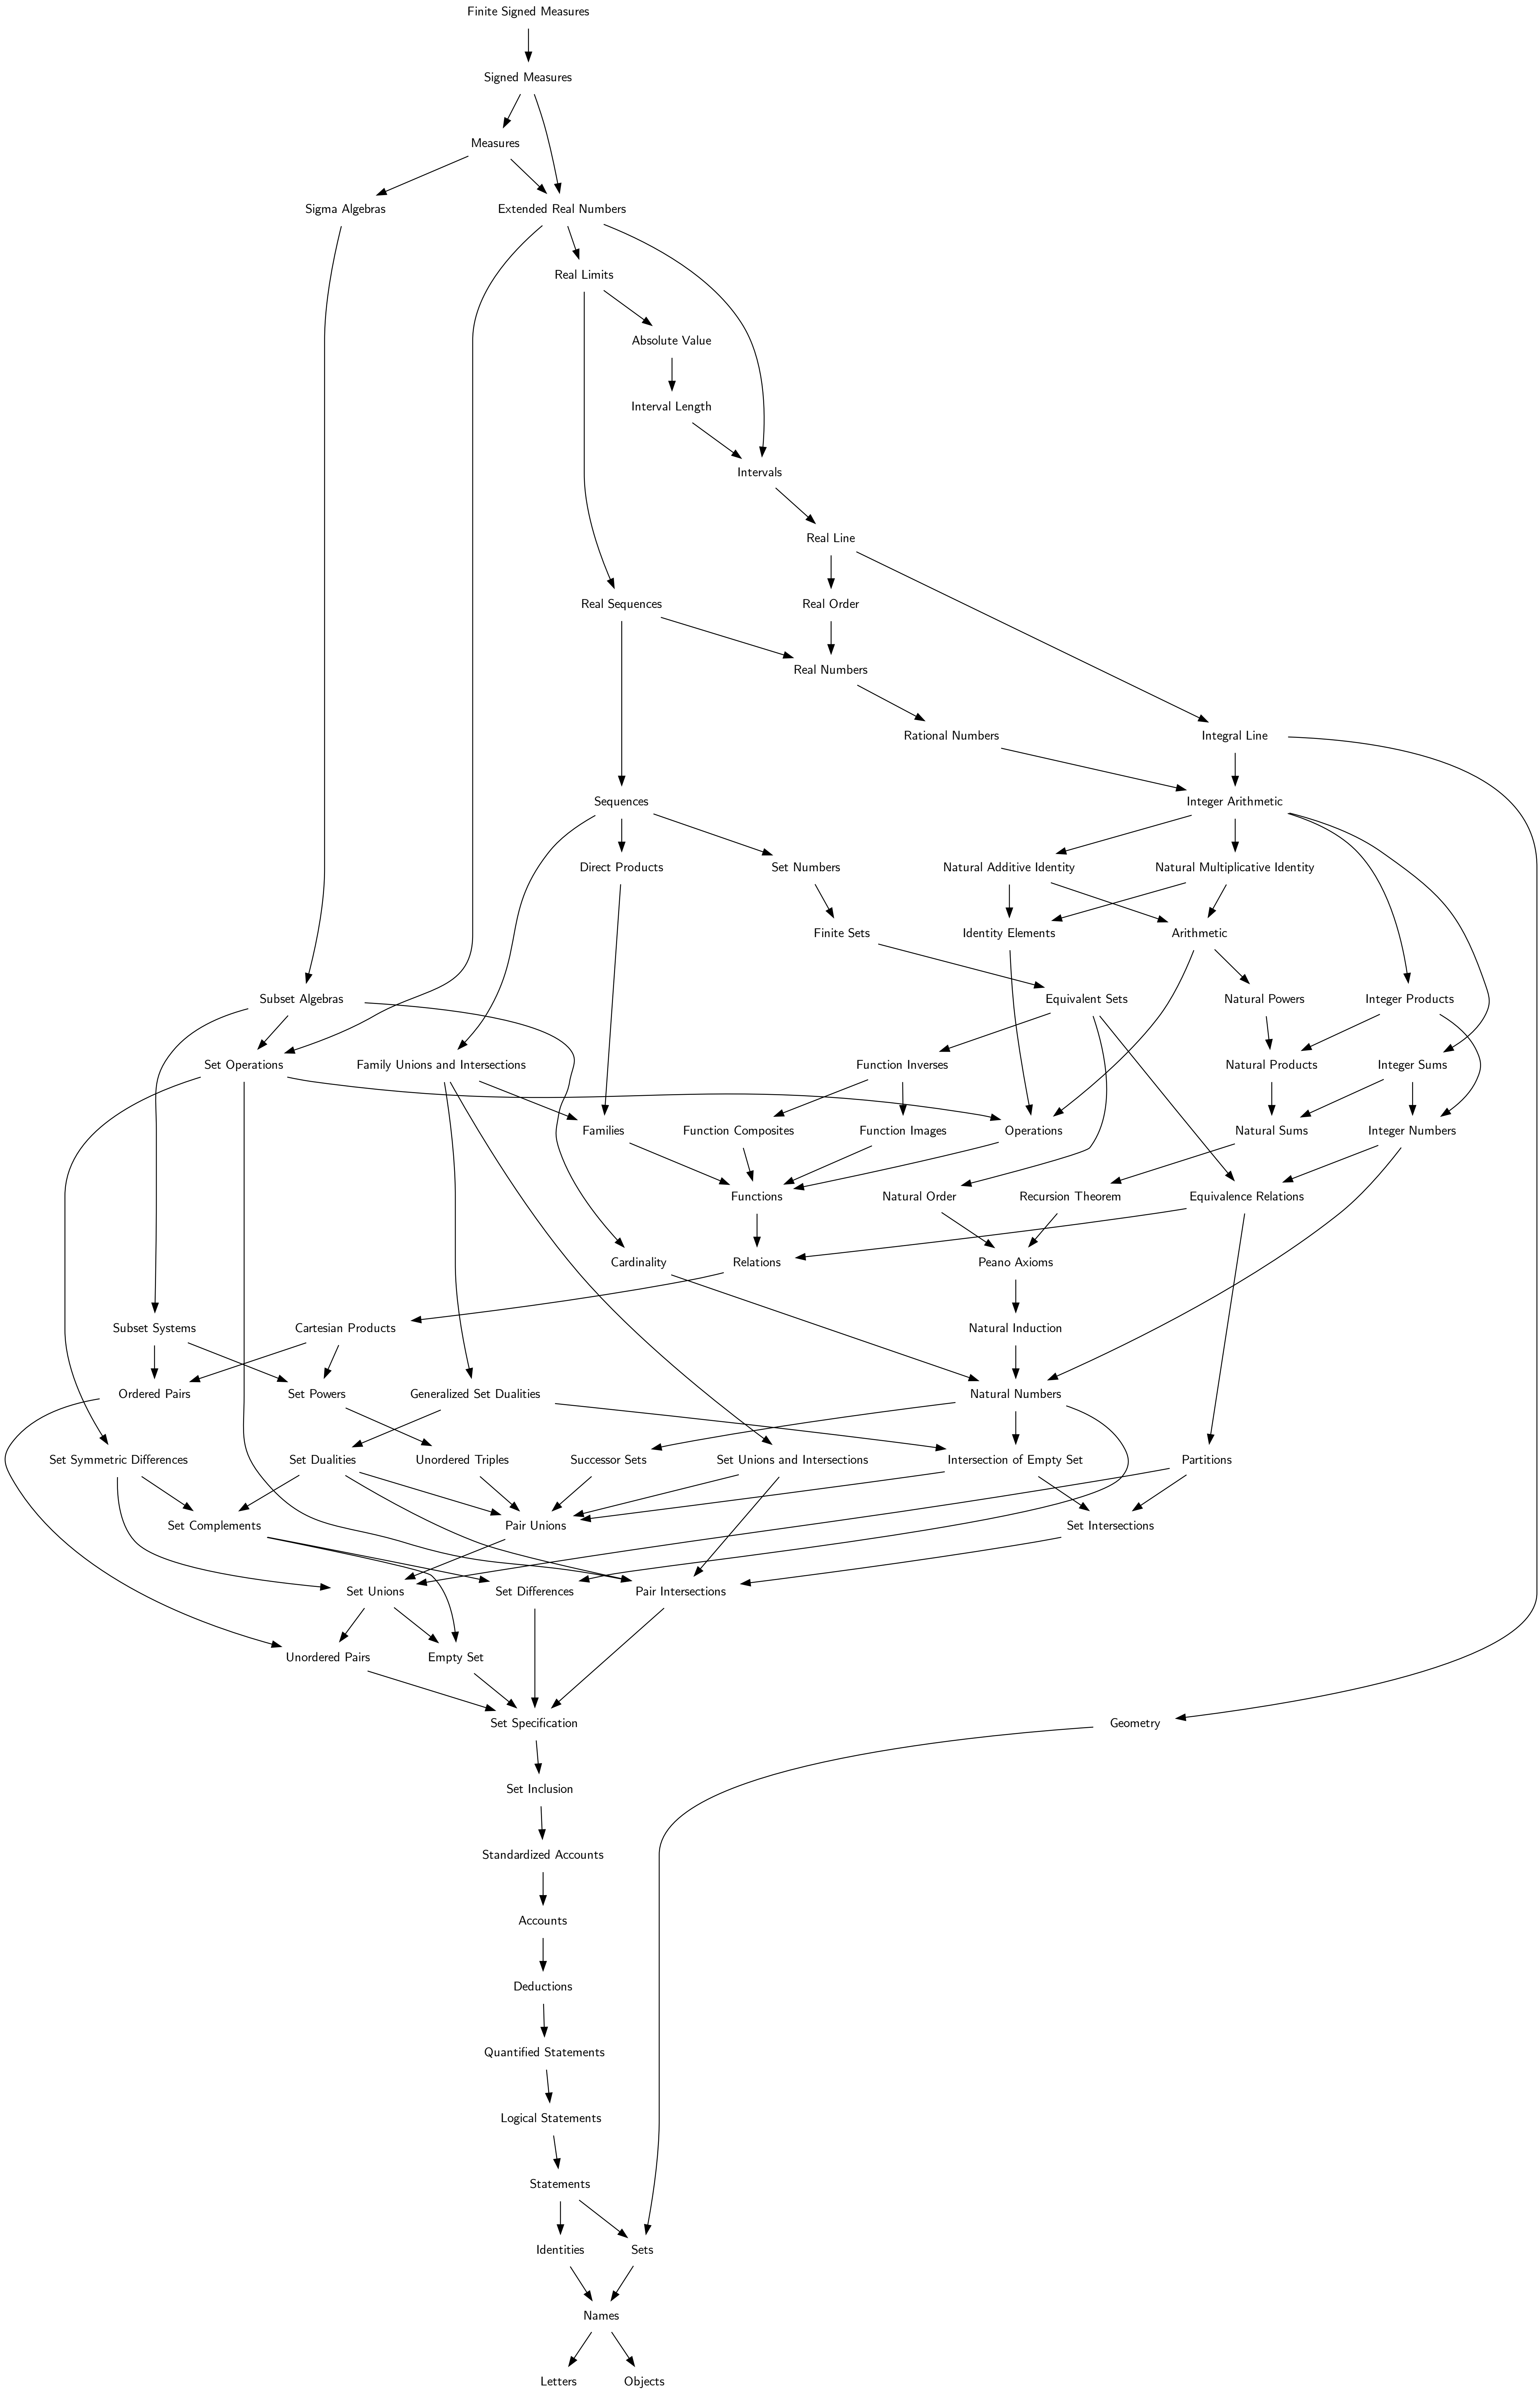 Finite Signed Measures
Signed Measures
Measures
Sigma Algebras
Extended Real Numbers
Real Limits
Absolute Value
Interval Length
Intervals
Real Line
Real Sequences
Real Order
Real Numbers
Rational Numbers
Integral Line
Sequences
Integer Arithmetic
Direct Products
Set Numbers
Natural Additive Identity
Natural Multiplicative Identity
Finite Sets
Identity Elements
Arithmetic
Subset Algebras
Equivalent Sets
Natural Powers
Integer Products
Set Operations
Family Unions and Intersections
Function Inverses
Natural Products
Integer Sums
Families
Function Composites
Function Images
Operations
Natural Sums
Integer Numbers
Functions
Natural Order
Recursion Theorem
Equivalence Relations
Cardinality
Relations
Peano Axioms
Subset Systems
Cartesian Products
Natural Induction
Ordered Pairs
Set Powers
Generalized Set Dualities
Natural Numbers
Set Symmetric Differences
Set Dualities
Unordered Triples
Successor Sets
Set Unions and Intersections
Intersection of Empty Set
Partitions
Set Complements
Pair Unions
Set Intersections
Set Unions
Set Differences
Pair Intersections
Unordered Pairs
Empty Set
Set Specification
Geometry
Set Inclusion
Standardized Accounts
Accounts
Deductions
Quantified Statements
Logical Statements
Statements
Identities
Sets
Names
Letters
Objects